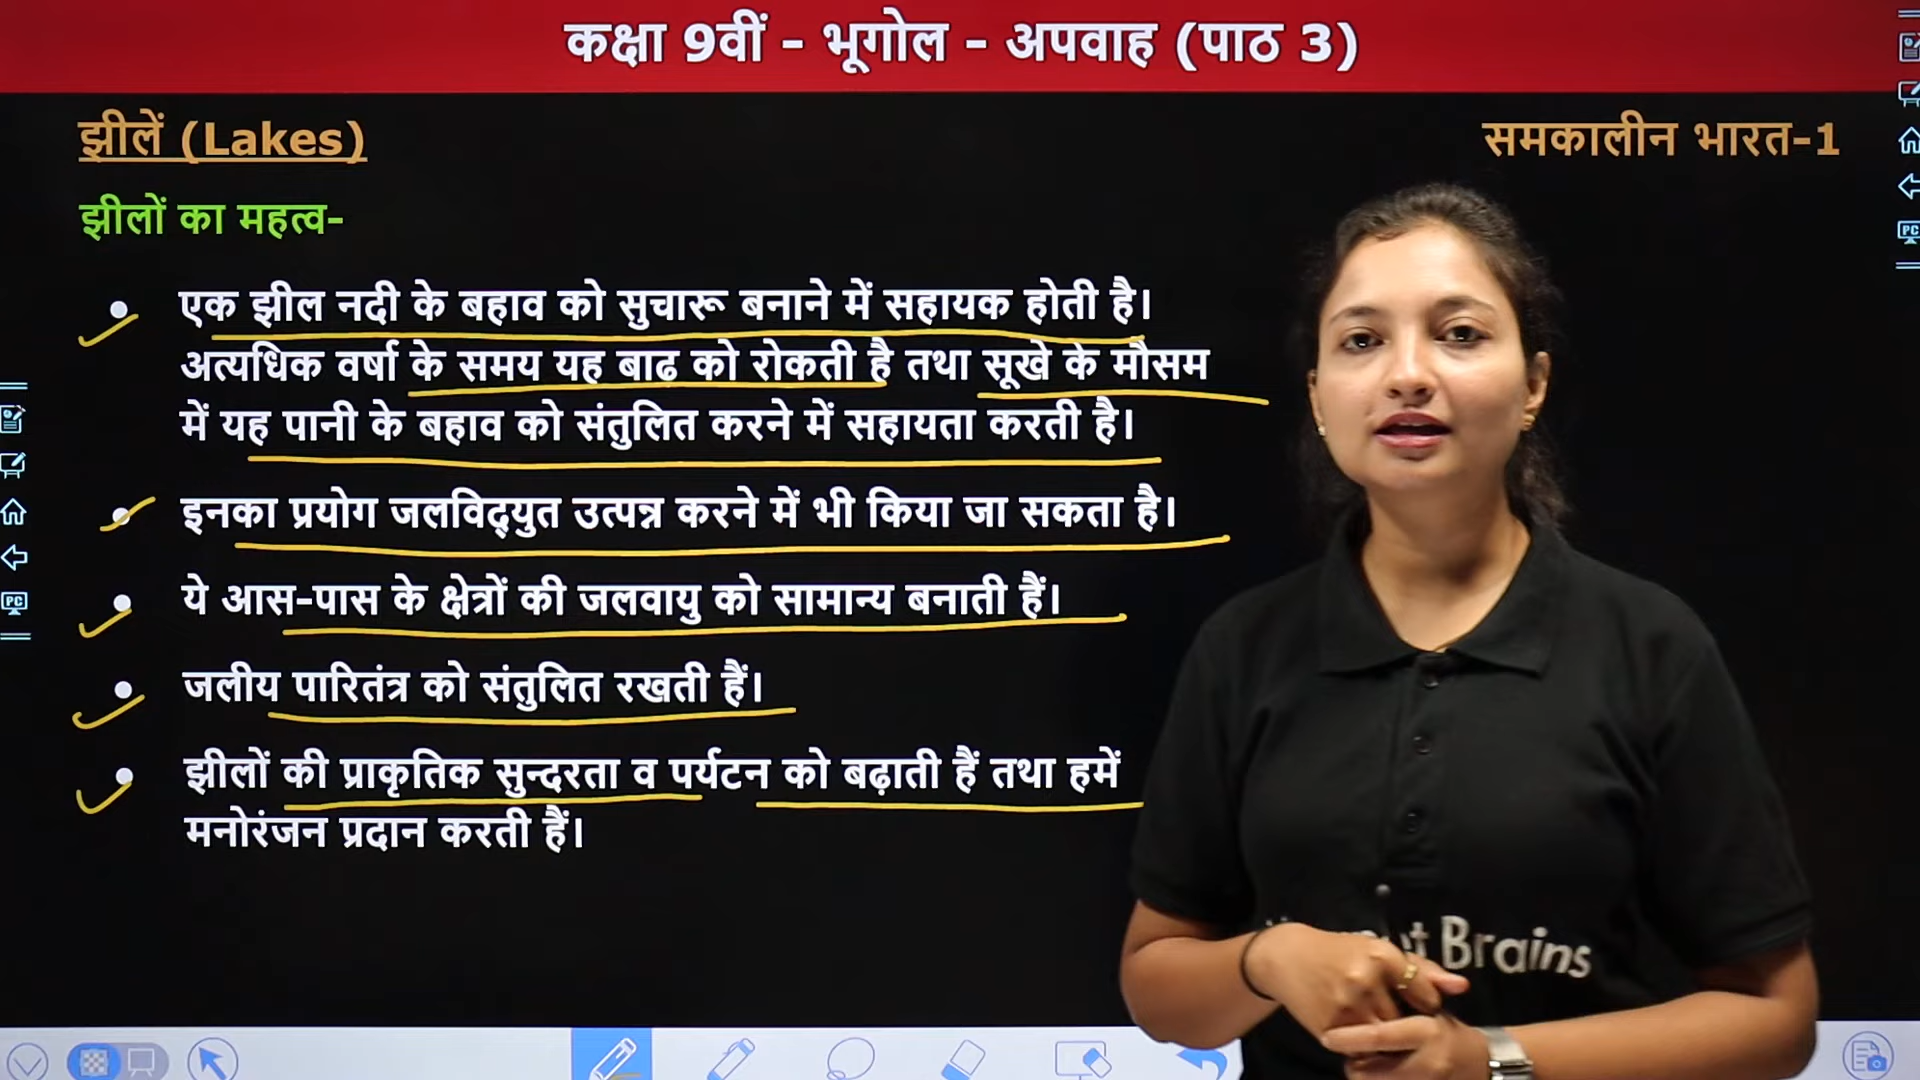 कक्षा 9वीं - भूगोल - अपवाह (पाठ 3)
झीलें (Lakes)
समकालीन भारत-1
झीलों का महत्व-
एक झील नदी के बहाव को सुचारू बनाने में सहायक होती है।
अत्यधिक वर्षा के समय यह बाढ को रोकती है तथा सूखे के मौसम
में यह पानी के बहाव को संतुलित करने में सहायता करती है।
इनका प्रयोग जलविद्युत उत्पन्न करने में भी किया जा सकता है।
ये आस-पास के क्षेत्रों की जलवायु को सामान्य बनाती हैं।
जलीय पारितंत्र को संतुलित रखती हैं।
झीलों की प्राकृतिक सुन्दरता व पर्यटन को बढ़ाती हैं तथा हमें
मनोरंजन प्रदान करती हैं।
Brains
PC
PC